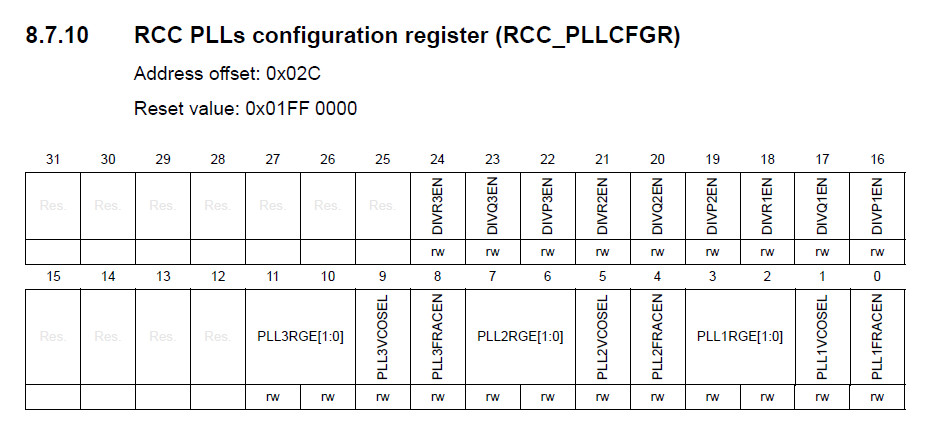 8.7.10 RCC PLLs configuration register (RCC_PLLCFGR)
Address offset: 0x02C
Reset value: 0x01FF 0000
31 30 29 28 27 26 25 24 23 22 21 20 19 18 17 16
Res. Res. Res. Res. Res. Res. Res. DIVR3EN DIVQ3EN DIVP3EN DIVR2EN DIVQ2EN DIVP2EN DIVR1EN DIVQ1EN DIVP1EN
rw rw rw rw rw rw rw rw rw
15 14 13 12 11 10 9 8 7 6 5 4 3 2 1 0
Res. Res. Res. Res. PLL3RGE[1:0] PLL3VCOSEL PLL3FRACEN PLL2RGE[1:0] PLL2VCOSEL PLL2FRACEN PLL1RGE[1:0] PLL1VCOSEL PLL1FRACEN
rw rw rw rw rw rw rw rw rw rw rw rw